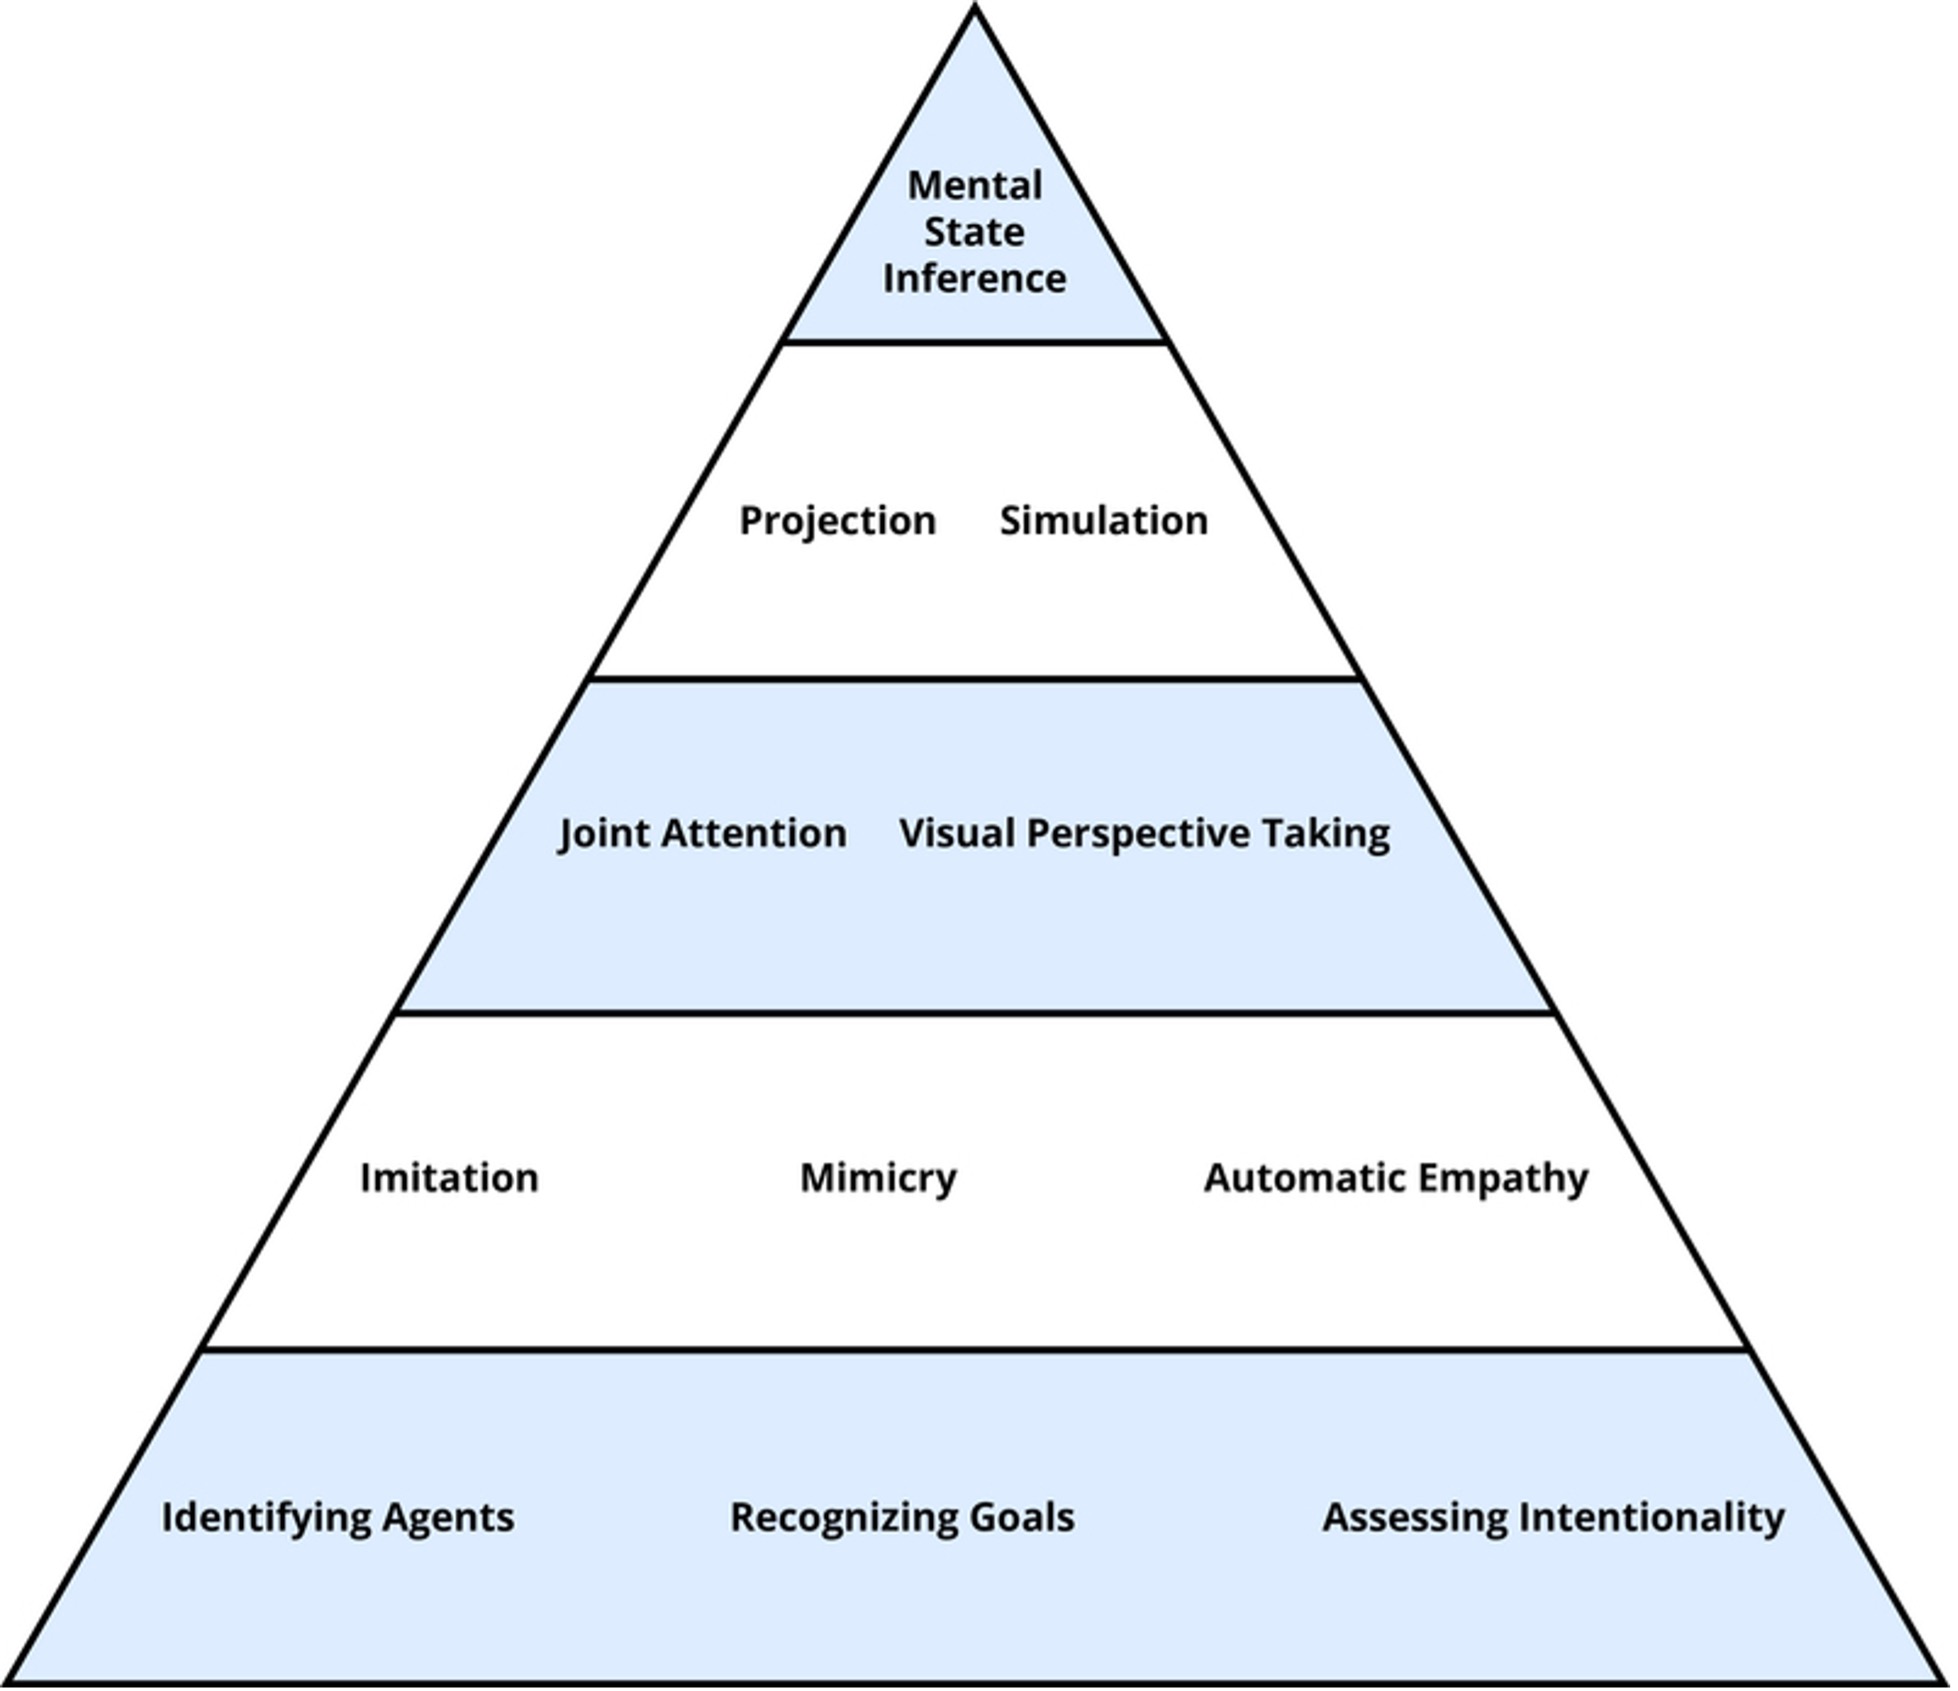 Mental
State
Inference
Projection Simulation
Joint Attention Visual Perspective Taking
Imitation Mimicry Automatic Empathy
Identifying Agents Recognizing Goals Assessing Intentionality